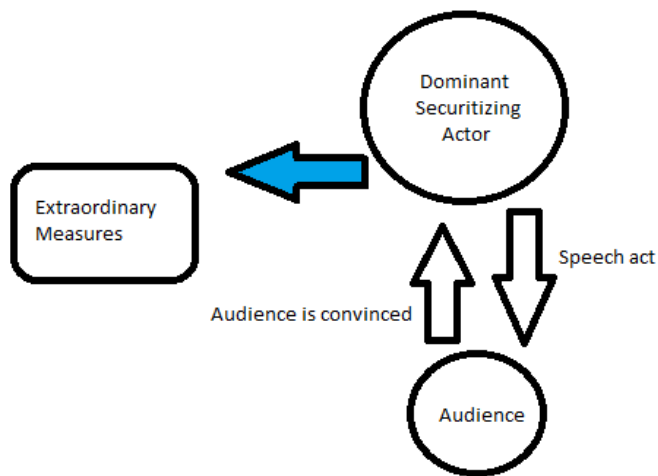 Dominant
Securitizing
Actor
Extraordinary
Measures
Speech act
Audience is convinced
Audience